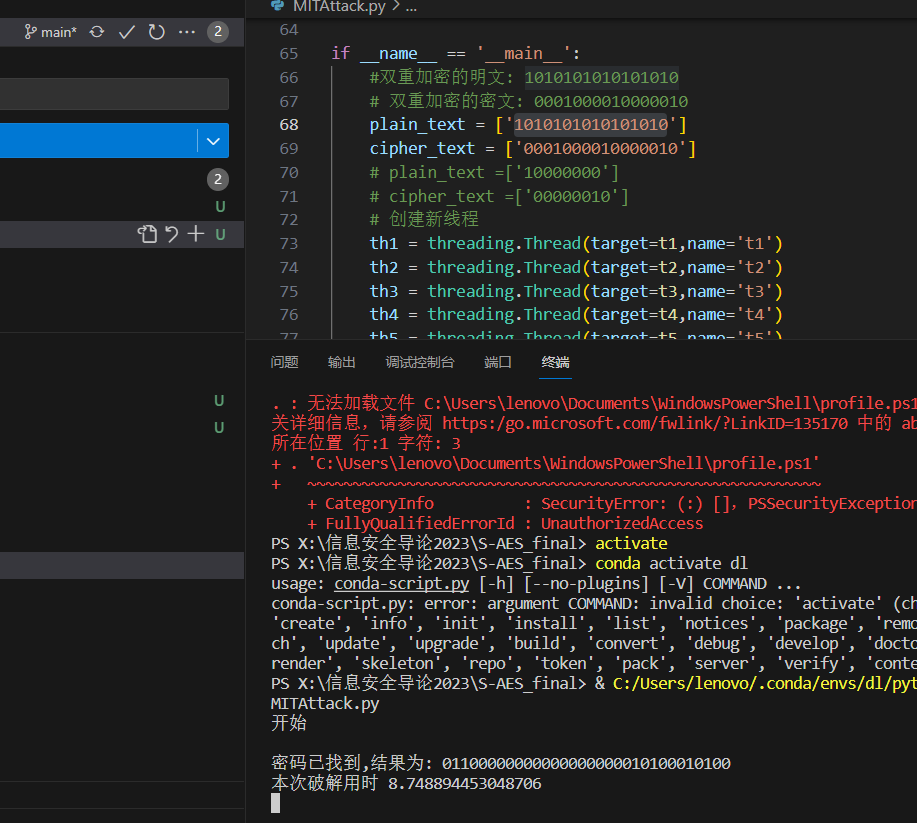 MITAttack.py > ...
main*
2
64
65 if __name__ == '__main__':
66 #双重加密的明文: 1010101010101010
67 # 双重加密的密文: 0001000010000010
68 plain_text = ['1010101010101010']
69 cipher_text = ['0001000010000010']
70 # plain_text =['10000000']
71 # cipher_text =['00000010']
72 # 创建新线程
73 th1 = threading.Thread(target=t1,name='t1')
74 th2 = threading.Thread(target=t2,name='t2')
75 th3 = threading.Thread(target=t3,name='t3')
76 th4 = threading.Thread(target=t4,name='t4')
77 th5 = threading.Thread(target=t5,name='t5')
2
U
U
U
U
问题 输出 调试控制台 端口 终端
. : 无法加载文件 C:\Users\lenovo\Documents\WindowsPowerShell\profile.ps1
关详细信息，请参阅 https:/go.microsoft.com/fwlink/?LinkID=135170 中的 ab
所在位置 行:1 字符: 3
+ . 'C:\Users\lenovo\Documents\WindowsPowerShell\profile.ps1'
+ ~~~~~~~~~~~~~~~~~~~~~~~~~~~~~~~~~~~~~~~~~~~~~~~~~~~~~~~~~
+ CategoryInfo : SecurityError: (:) []，PSSecurityException
+ FullyQualifiedErrorId : UnauthorizedAccess
PS X:\信息安全导论2023\S-AES_final> activate
PS X:\信息安全导论2023\S-AES_final> conda activate dl
usage: conda-script.py [-h] [--no-plugins] [-V] COMMAND ...
conda-script.py: error: argument COMMAND: invalid choice: 'activate' (ch
'create', 'info', 'init', 'install', 'list', 'notices', 'package', 'remo
ch', 'update', 'upgrade', 'build', 'convert', 'debug', 'develop', 'docto
render', 'skeleton', 'repo', 'token', 'pack', 'server', 'verify', 'conte
PS X:\信息安全导论2023\S-AES_final> & C:/Users/lenovo/.conda/envs/dl/pyt
MITAttack.py
开始
密码已找到,结果为: 01100000000000000000010100010100
本次破解用时 8.748894453048706